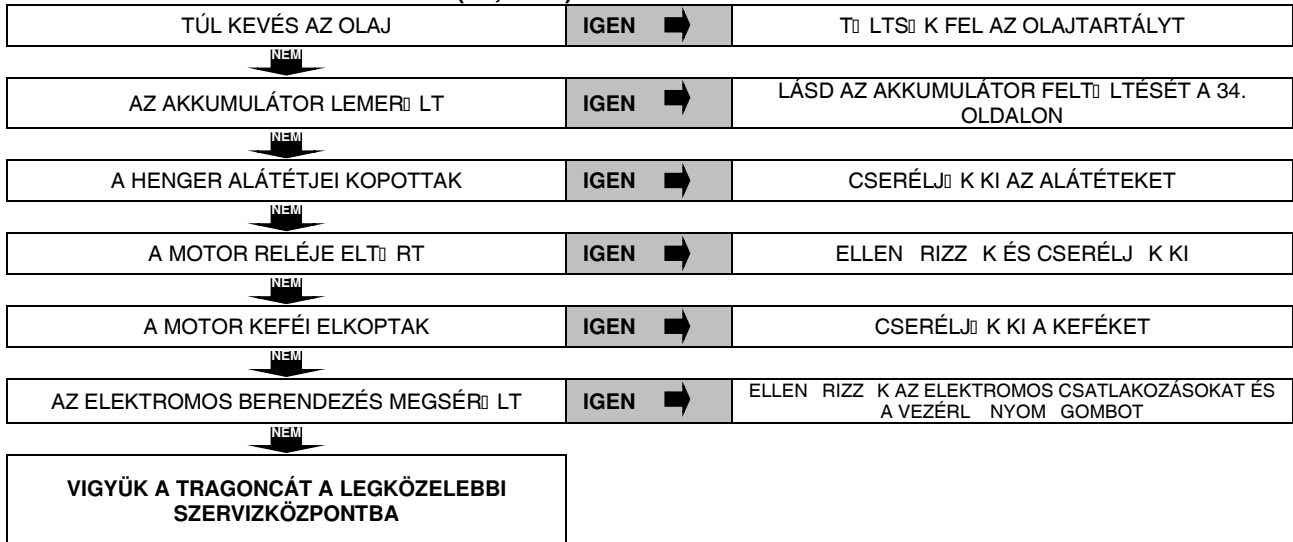 TÚL KEVÉS AZ OLAJ IGEN T▯ LTS▯ K FEL AZ OLAJTARTÁLYT
NEM
AZ AKKUMULÁTOR LEMER▯ LT IGEN LÁSD AZ AKKUMULÁTOR FELT▯ LTÉSÉT A 34.
OLDALON
NEM
A HENGER ALÁTÉTJEI KOPOTTAK IGEN CSERÉLJ▯ K KI AZ ALÁTÉTEKET
NEM
A MOTOR RELÉJE ELT▯ RT IGEN ELLEN RIZZ K ÉS CSERÉLJ K KI
NEM
A MOTOR KEFÉI ELKOPTAK IGEN CSERÉLJ▯ K KI A KEFÉKET
NEM
AZ ELEKTROMOS BERENDEZÉS MEGSÉR▯ LT IGEN ELLEN RIZZ K AZ ELEKTROMOS CSATLAKOZÁSOKAT ÉS
A VEZÉRL NYOM GOMBOT
NEM
VIGYÜK A TRAGONCÁT A LEGKÖZELEBBI
SZERVIZKÖZPONTBA